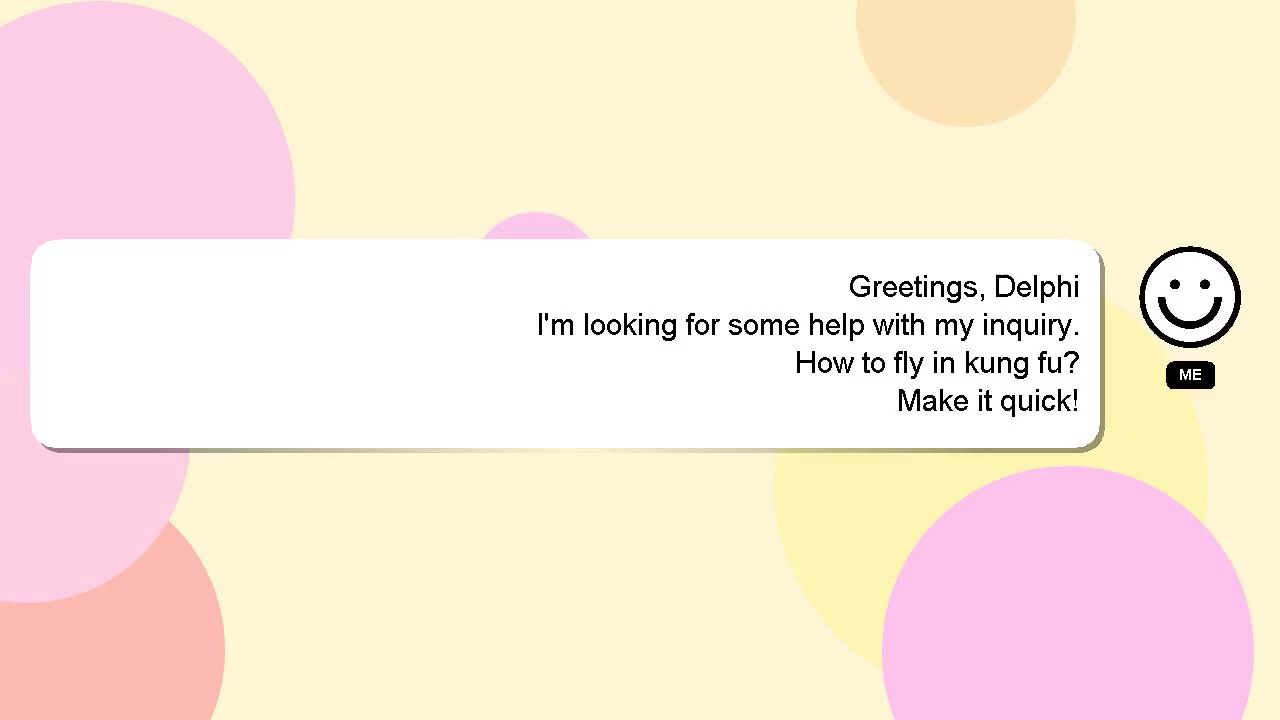 Greetings, Delphi
I'm looking for some help with my inquiry.
How to fly in kung fu?
Make it quick!
ME